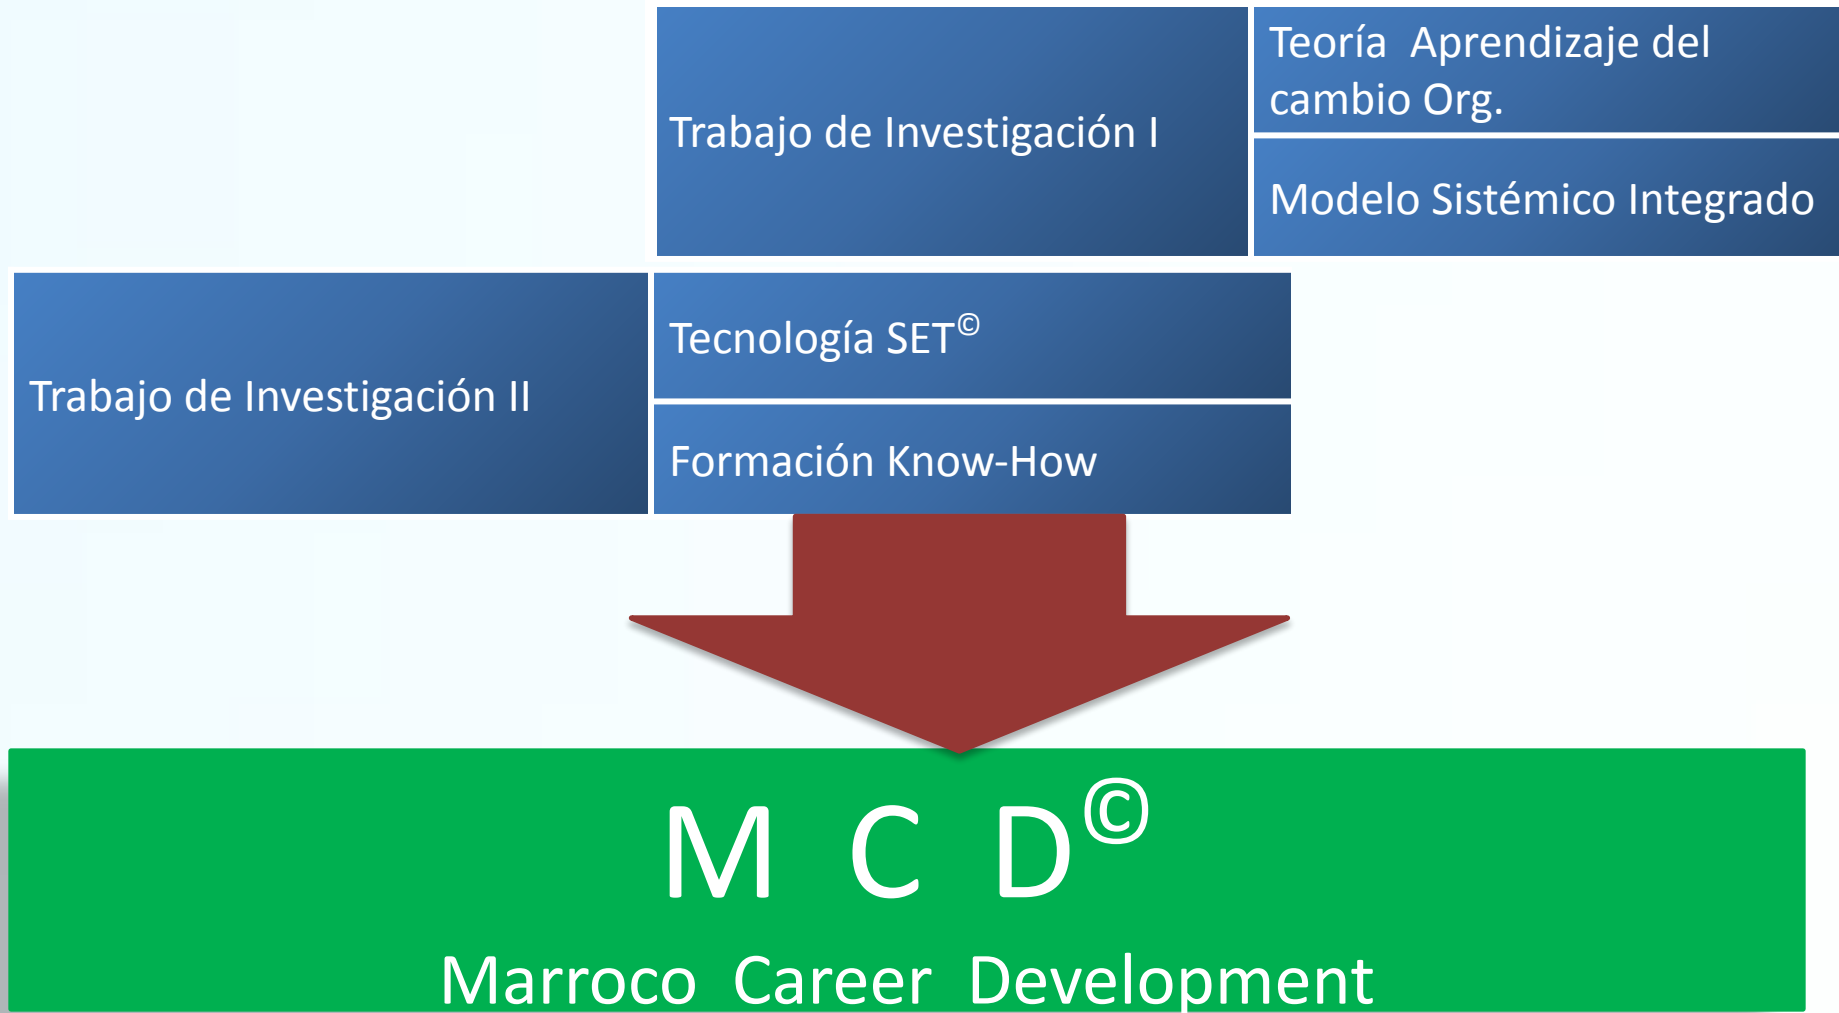 Trabajo de Investigación I
Teoría Aprendizaje del
cambio Org.
Modelo Sistémico Integrado
Trabajo de Investigación II
Tecnología SET©
Formación Know-How
M C D©
Marroco Career Development